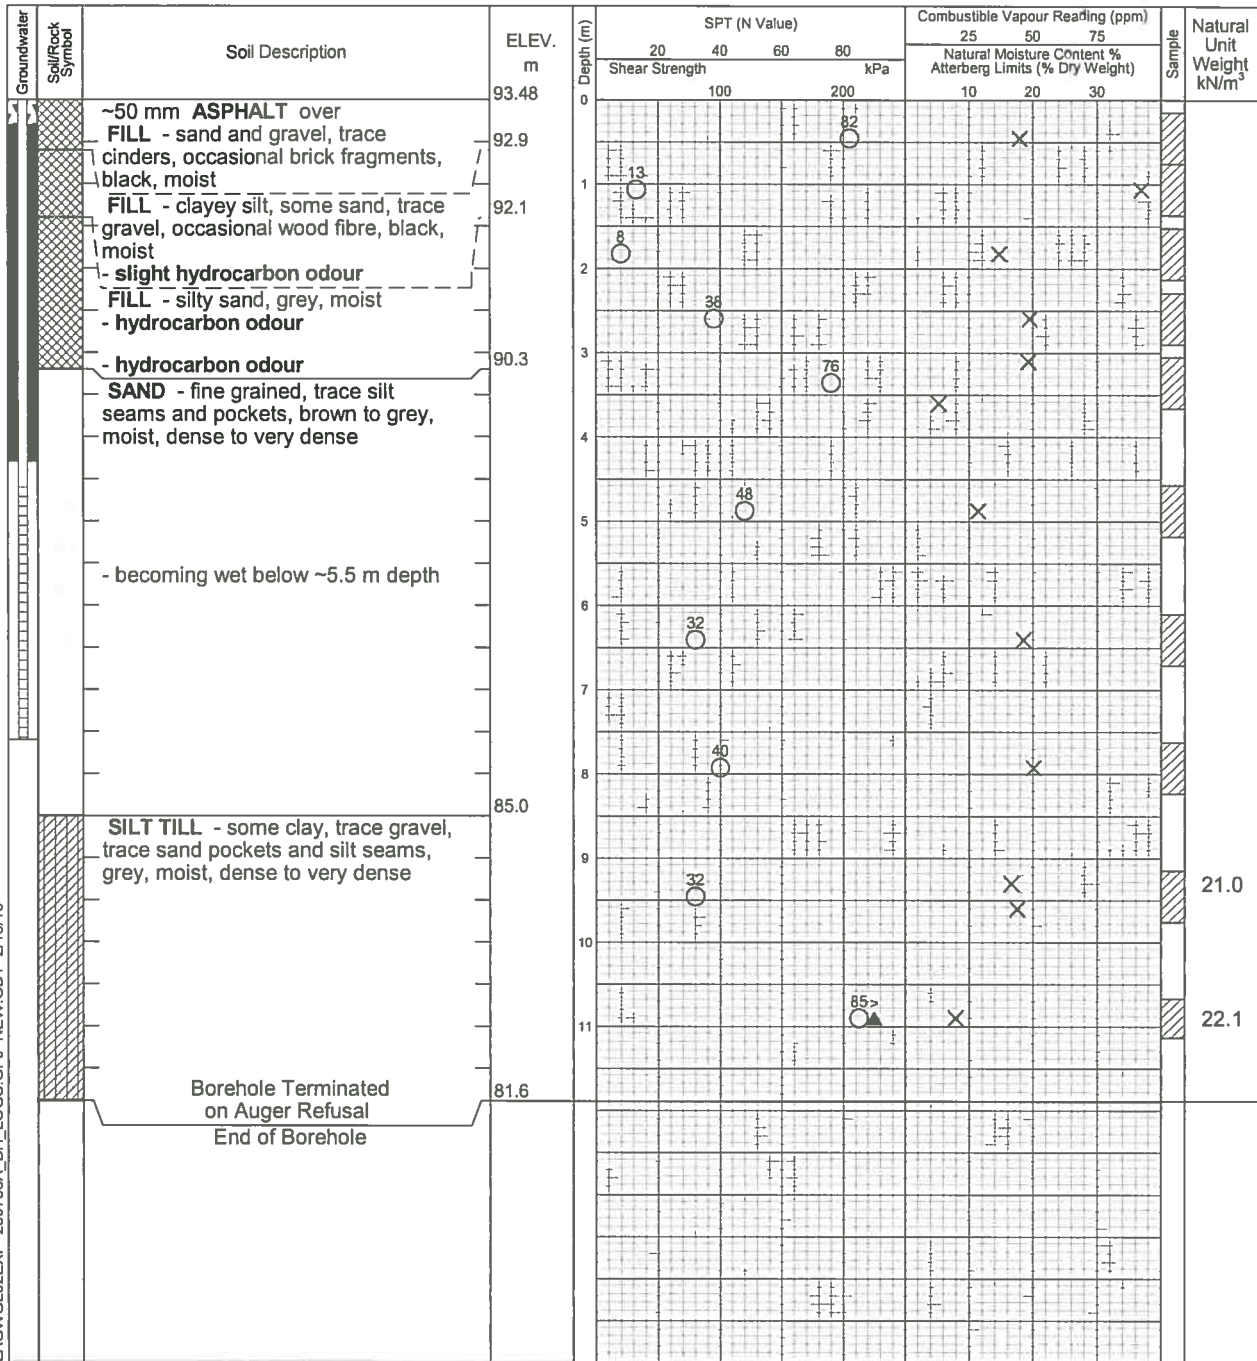 Groundwater
Soil/Rock Symbol
Soil Description
ELEV. m
Depth (m)
SPT (N Value)
20 40 60 80
Shear Strength kPa
100 200
Combustible Vapour Reading (ppm)
25 50 75
Natural Moisture Content %
Atterberg Limits (% Dry Weight)
10 20 30
Sample
Natural
Unit
Weight
kN/m³
93.48
0
~50 mm ASPHALT over
FILL - sand and gravel, trace
cinders, occasional brick fragments,
black, moist
92.9
82
13
1
FILL - clayey silt, some sand, trace
gravel, occasional wood fibre, black,
moist
- slight hydrocarbon odour
92.1
8
2
FILL - silty sand, grey, moist
- hydrocarbon odour
38
- hydrocarbon odour
90.3
3
76
SAND - fine grained, trace silt
seams and pockets, brown to grey,
moist, dense to very dense
4
48
5
- becoming wet below ~5.5 m depth
6
32
7
40
8
85.0
SILT TILL - some clay, trace gravel,
trace sand pockets and silt seams,
grey, moist, dense to very dense
9
32
21.0
10
85>
11
22.1
Borehole Terminated
on Auger Refusal
81.6
End of Borehole